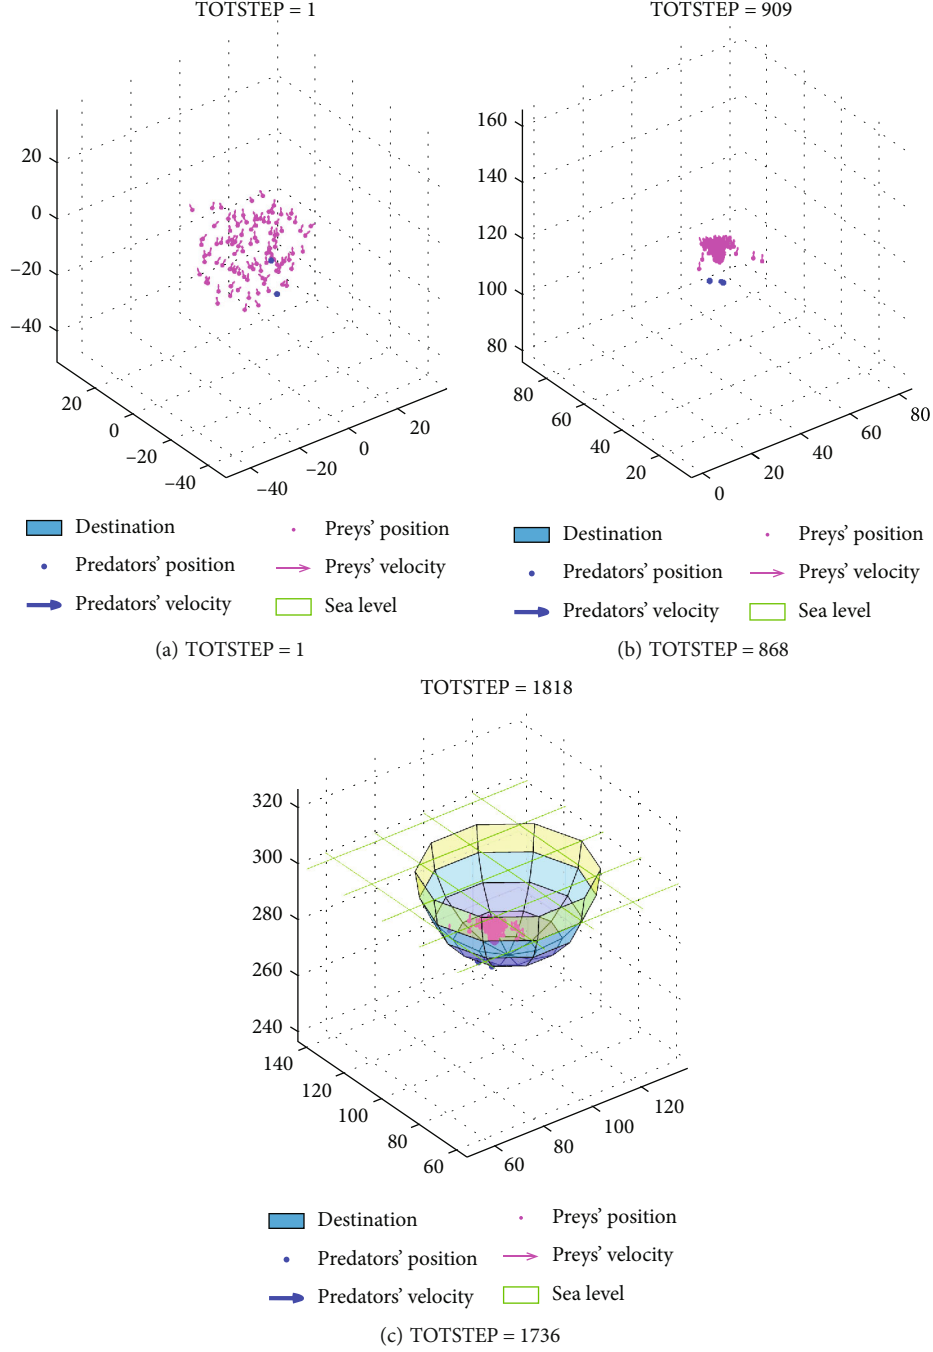 TOTSTEP = 1
20
0
−20
−40
20
0
−20
−40
−40
−20
0
20
Destination
Predators' position
Predators' velocity
Preys' position
Preys' velocity
Sea level
(a) TOTSTEP = 1
TOTSTEP = 909
160
140
120
100
80
80
60
40
20
0
20
40
60
80
Destination
Predators' position
Predators' velocity
Preys' position
Preys' velocity
Sea level
(b) TOTSTEP = 868
TOTSTEP = 1818
320
300
280
260
240
140
120
100
80
60
60
80
100
120
Destination
Predators' position
Predators' velocity
Preys' position
Preys' velocity
Sea level
(c) TOTSTEP = 1736